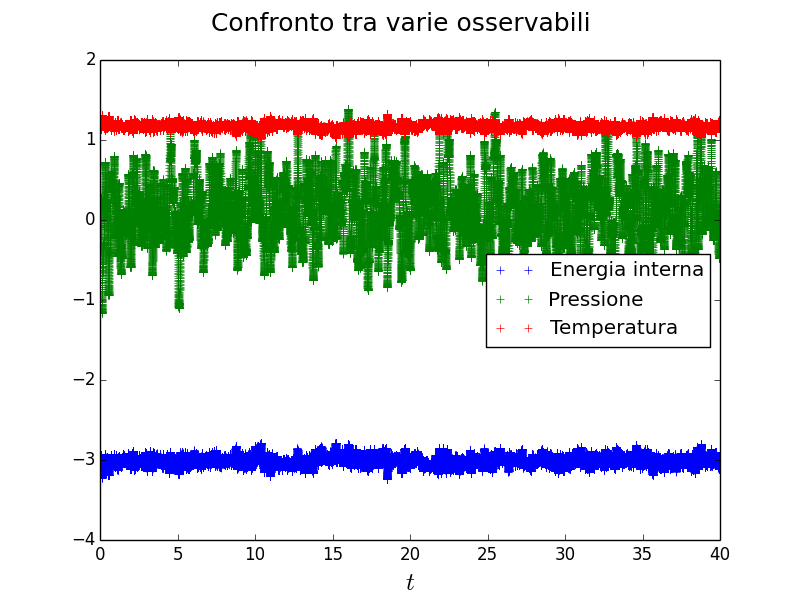 Confronto tra varie osservabili
2
1
0
−1
−2
−3
−4
Energia interna
Pressione
Temperatura
0 5 10 15 20 25 30 35 40
t